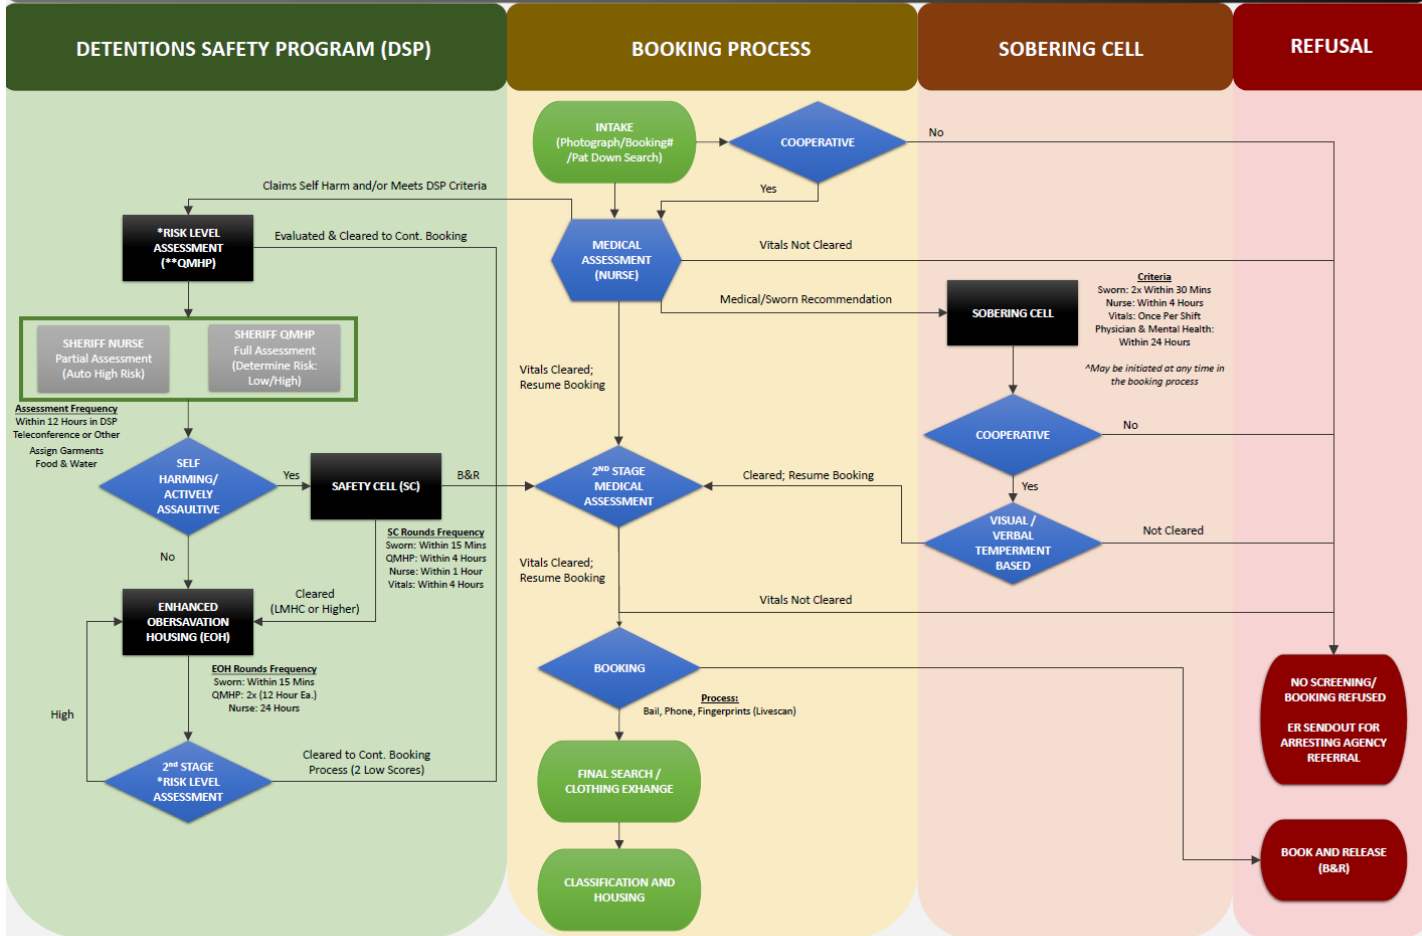 DETENTIONS SAFETY PROGRAM (DSP)
BOOKING PROCESS
SOBERING CELL
REFUSAL
INTAKE
(Photograph/Booking#
/Pat Down Search)
COOPERATIVE
No
Yes
Claims Self Harm and/or Meets DSP Criteria
*RISK LEVEL
ASSESSMENT
(**QMHP)
Evaluated & Cleared to Cont. Booking
MEDICAL
ASSESSMENT
(NURSE)
Vitals Not Cleared
Medical/Sworn Recommendation
SOBERING CELL
Criteria
Sworn: 2x Within 30 Mins
Nurse: Within 4 Hours
Vitals: Once Per Shift
Physician & Mental Health:
Within 24 Hours
^May be initiated at any time in
the booking process
SHERIFF NURSE
Partial Assessment
(Auto High Risk)
SHERIFF QMHP
Full Assessment
(Determine Risk:
Low/High)
Vitals Cleared;
Resume Booking
Assessment Frequency
Within 12 Hours in DSP
Teleconference or Other
Assign Garments
Food & Water
COOPERATIVE
No
Yes
SELF
HARMING/
ACTIVELY
ASSAULTIVE
Yes
SAFETY CELL (SC)
B&R
2ND STAGE
MEDICAL
ASSESSMENT
Cleared; Resume Booking
VISUAL /
VERBAL
TEMPERMENT
BASED
Not Cleared
No
SC Rounds Frequency
Sworn: Within 15 Mins
QMHP: Within 4 Hours
Nurse: Within 1 Hour
Vitals: Within 4 Hours
Vitals Cleared;
Resume Booking
Cleared
(LMHC or Higher)
ENHANCED
OBERSAVATION
HOUSING (EOH)
Vitals Not Cleared
EOH Rounds Frequency
Sworn: Within 15 Mins
QMHP: 2x (12 Hour Ea.)
Nurse: 24 Hours
High
BOOKING
Process:
Bail, Phone, Fingerprints (Livescan)
NO SCREENING/
BOOKING REFUSED
ER SENDOUT FOR
ARRESTING AGENCY
REFERRAL
2nd STAGE
*RISK LEVEL
ASSESSMENT
Cleared to Cont. Booking
Process (2 Low Scores)
FINAL SEARCH /
CLOTHING EXHANGE
BOOK AND RELEASE
(B&R)
CLASSIFICATION AND
HOUSING